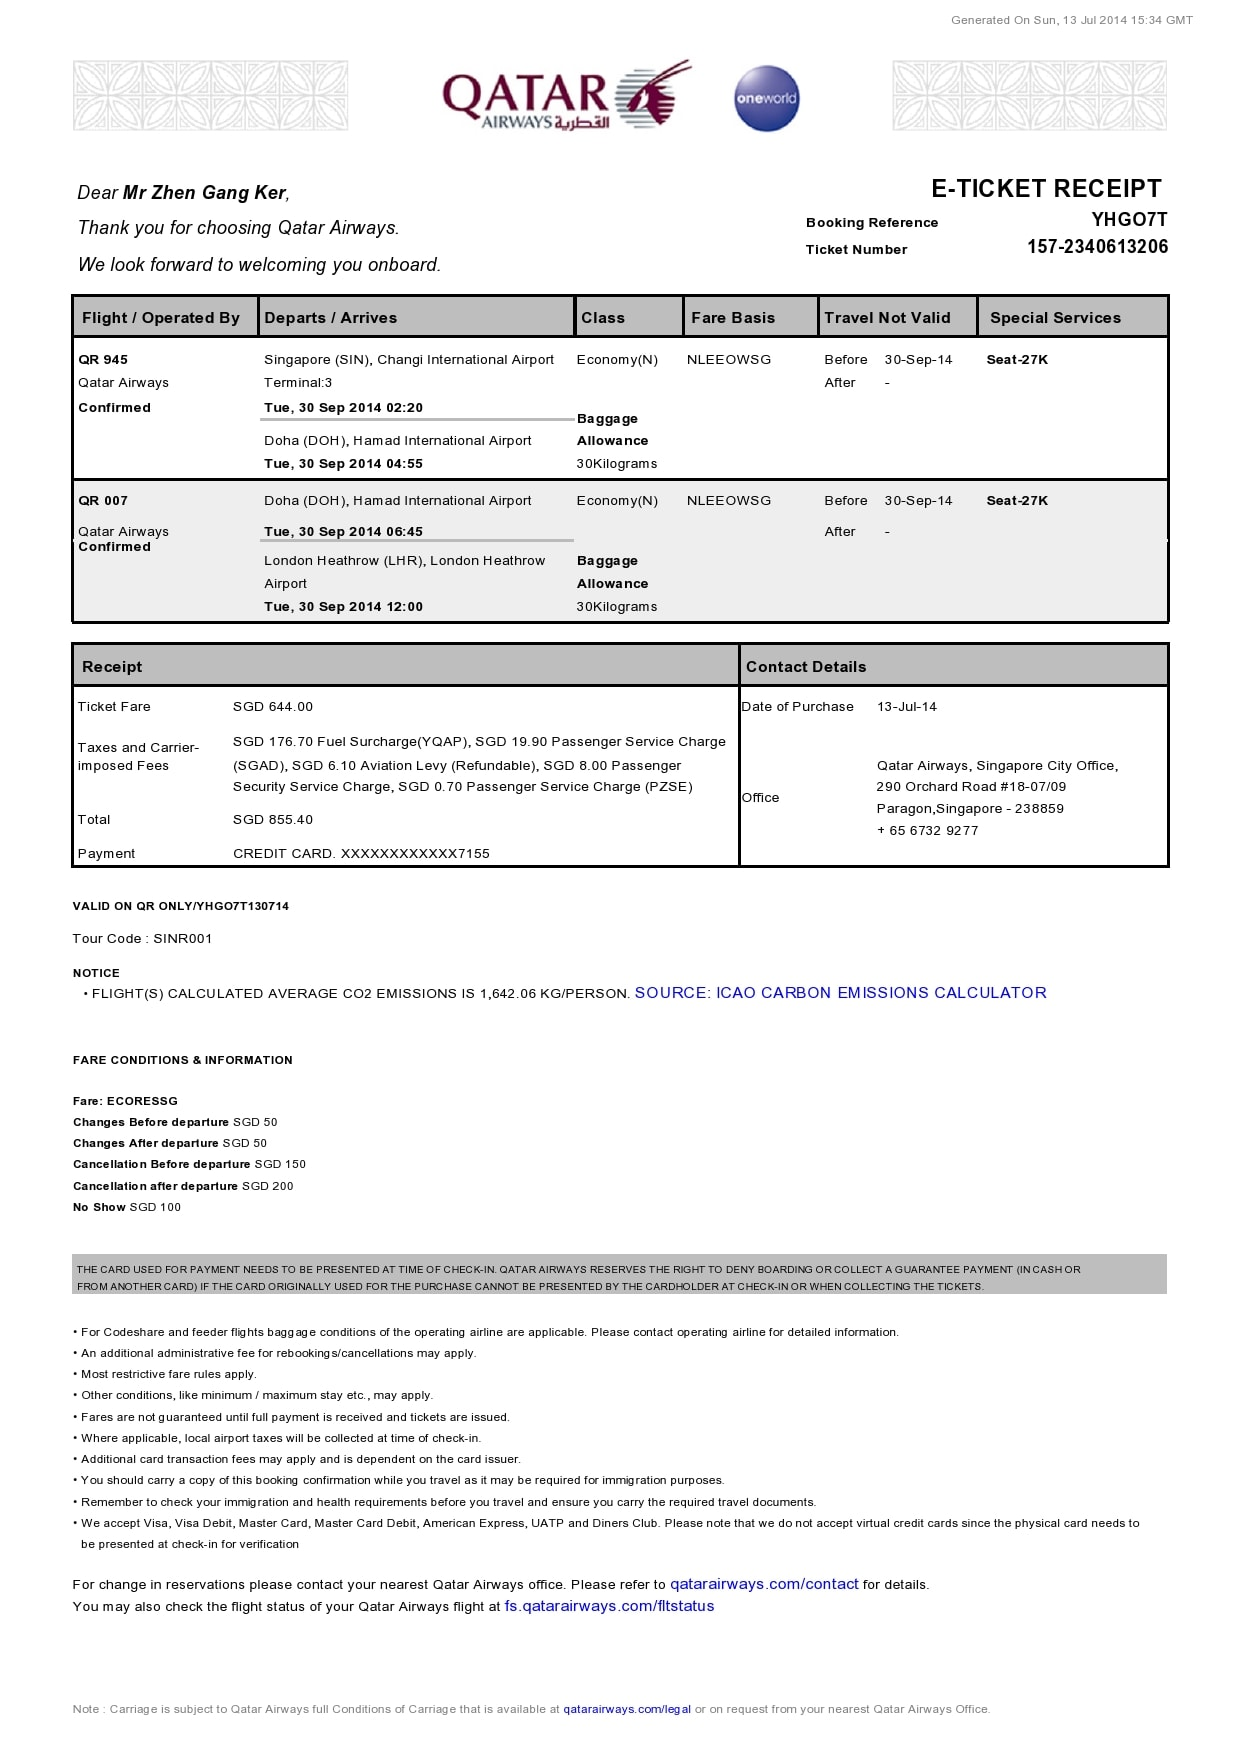 Generated On Sun, 13 Jul 2014 15:34 GMT
QATAR
AIRWAYS القطرية
oneworld
Dear Mr Zhen Gang Ker,
Thank you for choosing Qatar Airways.
We look forward to welcoming you onboard.
E-TICKET RECEIPT
Booking Reference YHGO7T
Ticket Number 157-2340613206
Flight / Operated By Departs / Arrives Class Fare Basis Travel Not Valid Special Services
QR 945 Singapore (SIN), Changi International Airport Economy(N) NLEEOWSG Before 30-Sep-14 Seat-27K
Qatar Airways Terminal:3 After -
Confirmed Tue, 30 Sep 2014 02:20
Baggage
Doha (DOH), Hamad International Airport Allowance
Tue, 30 Sep 2014 04:55 30Kilograms
QR 007 Doha (DOH), Hamad International Airport Economy(N) NLEEOWSG Before 30-Sep-14 Seat-27K
Qatar Airways Tue, 30 Sep 2014 06:45 After -
Confirmed
London Heathrow (LHR), London Heathrow Baggage
Airport Allowance
Tue, 30 Sep 2014 12:00 30Kilograms
Receipt Contact Details
Ticket Fare SGD 644.00 Date of Purchase 13-Jul-14
Taxes and Carrier-
imposed Fees
SGD 176.70 Fuel Surcharge(YQAP), SGD 19.90 Passenger Service Charge
(SGAD), SGD 6.10 Aviation Levy (Refundable), SGD 8.00 Passenger
Security Service Charge, SGD 0.70 Passenger Service Charge (PZSE)
Office
Qatar Airways, Singapore City Office,
290 Orchard Road #18-07/09
Paragon,Singapore - 238859
+ 65 6732 9277
Total SGD 855.40
Payment CREDIT CARD. XXXXXXXXXXXX7155
VALID ON QR ONLY/YHGO7T130714
Tour Code : SINR001
NOTICE
• FLIGHT(S) CALCULATED AVERAGE CO2 EMISSIONS IS 1,642.06 KG/PERSON. SOURCE: ICAO CARBON EMISSIONS CALCULATOR
FARE CONDITIONS & INFORMATION
Fare: ECORESSG
Changes Before departure SGD 50
Changes After departure SGD 50
Cancellation Before departure SGD 150
Cancellation after departure SGD 200
No Show SGD 100
THE CARD USED FOR PAYMENT NEEDS TO BE PRESENTED AT TIME OF CHECK-IN. QATAR AIRWAYS RESERVES THE RIGHT TO DENY BOARDING OR COLLECT A GUARANTEE PAYMENT (IN CASH OR
FROM ANOTHER CARD) IF THE CARD ORIGINALLY USED FOR THE PURCHASE CANNOT BE PRESENTED BY THE CARDHOLDER AT CHECK-IN OR WHEN COLLECTING THE TICKETS.
• For Codeshare and feeder flights baggage conditions of the operating airline are applicable. Please contact operating airline for detailed information.
• An additional administrative fee for rebookings/cancellations may apply.
• Most restrictive fare rules apply.
• Other conditions, like minimum / maximum stay etc., may apply.
• Fares are not guaranteed until full payment is received and tickets are issued.
• Where applicable, local airport taxes will be collected at time of check-in.
• Additional card transaction fees may apply and is dependent on the card issuer.
• You should carry a copy of this booking confirmation while you travel as it may be required for immigration purposes.
• Remember to check your immigration and health requirements before you travel and ensure you carry the required travel documents.
• We accept Visa, Visa Debit, Master Card, Master Card Debit, American Express, UATP and Diners Club. Please note that we do not accept virtual credit cards since the physical card needs to
be presented at check-in for verification
For change in reservations please contact your nearest Qatar Airways office. Please refer to qatarairways.com/contact for details.
You may also check the flight status of your Qatar Airways flight at fs.qatarairways.com/fltstatus
Note : Carriage is subject to Qatar Airways full Conditions of Carriage that is available at qatarairways.com/legal or on request from your nearest Qatar Airways Office.